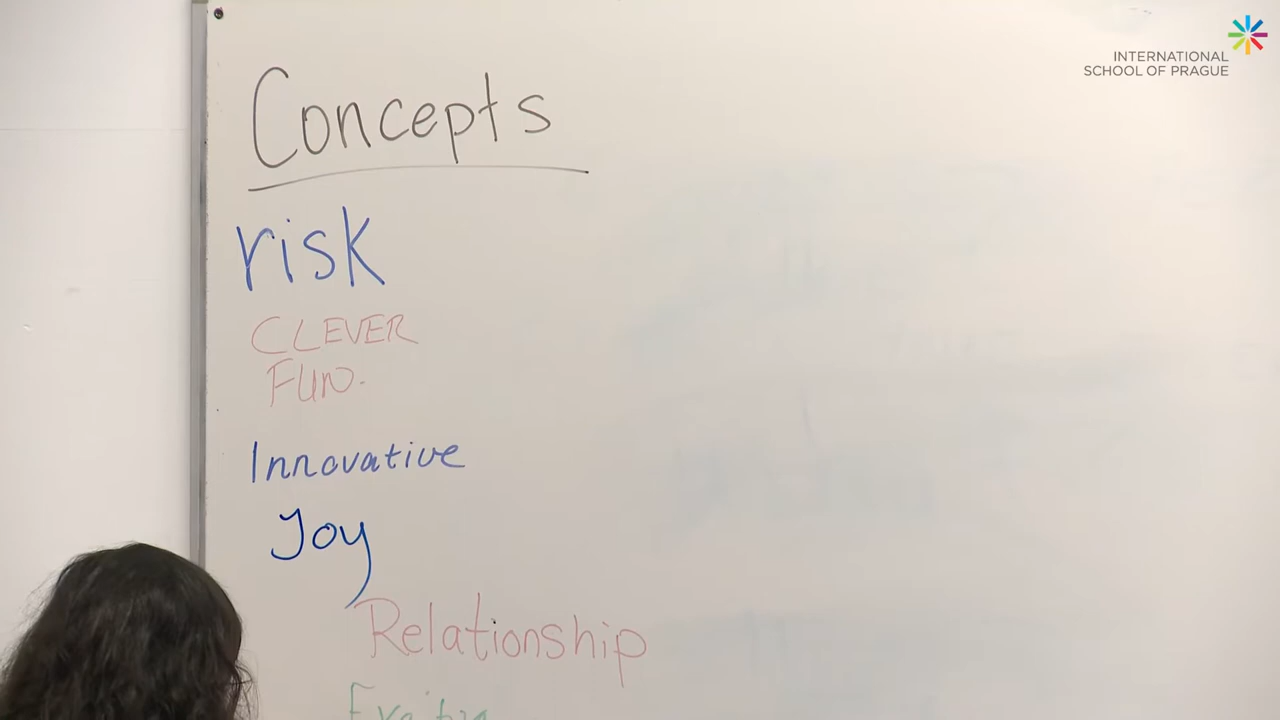 INTERNATIONAL
SCHOOL OF PRAGUE
Concepts
risk
CLEVER
FUN.
Innovative
Joy
Relationship